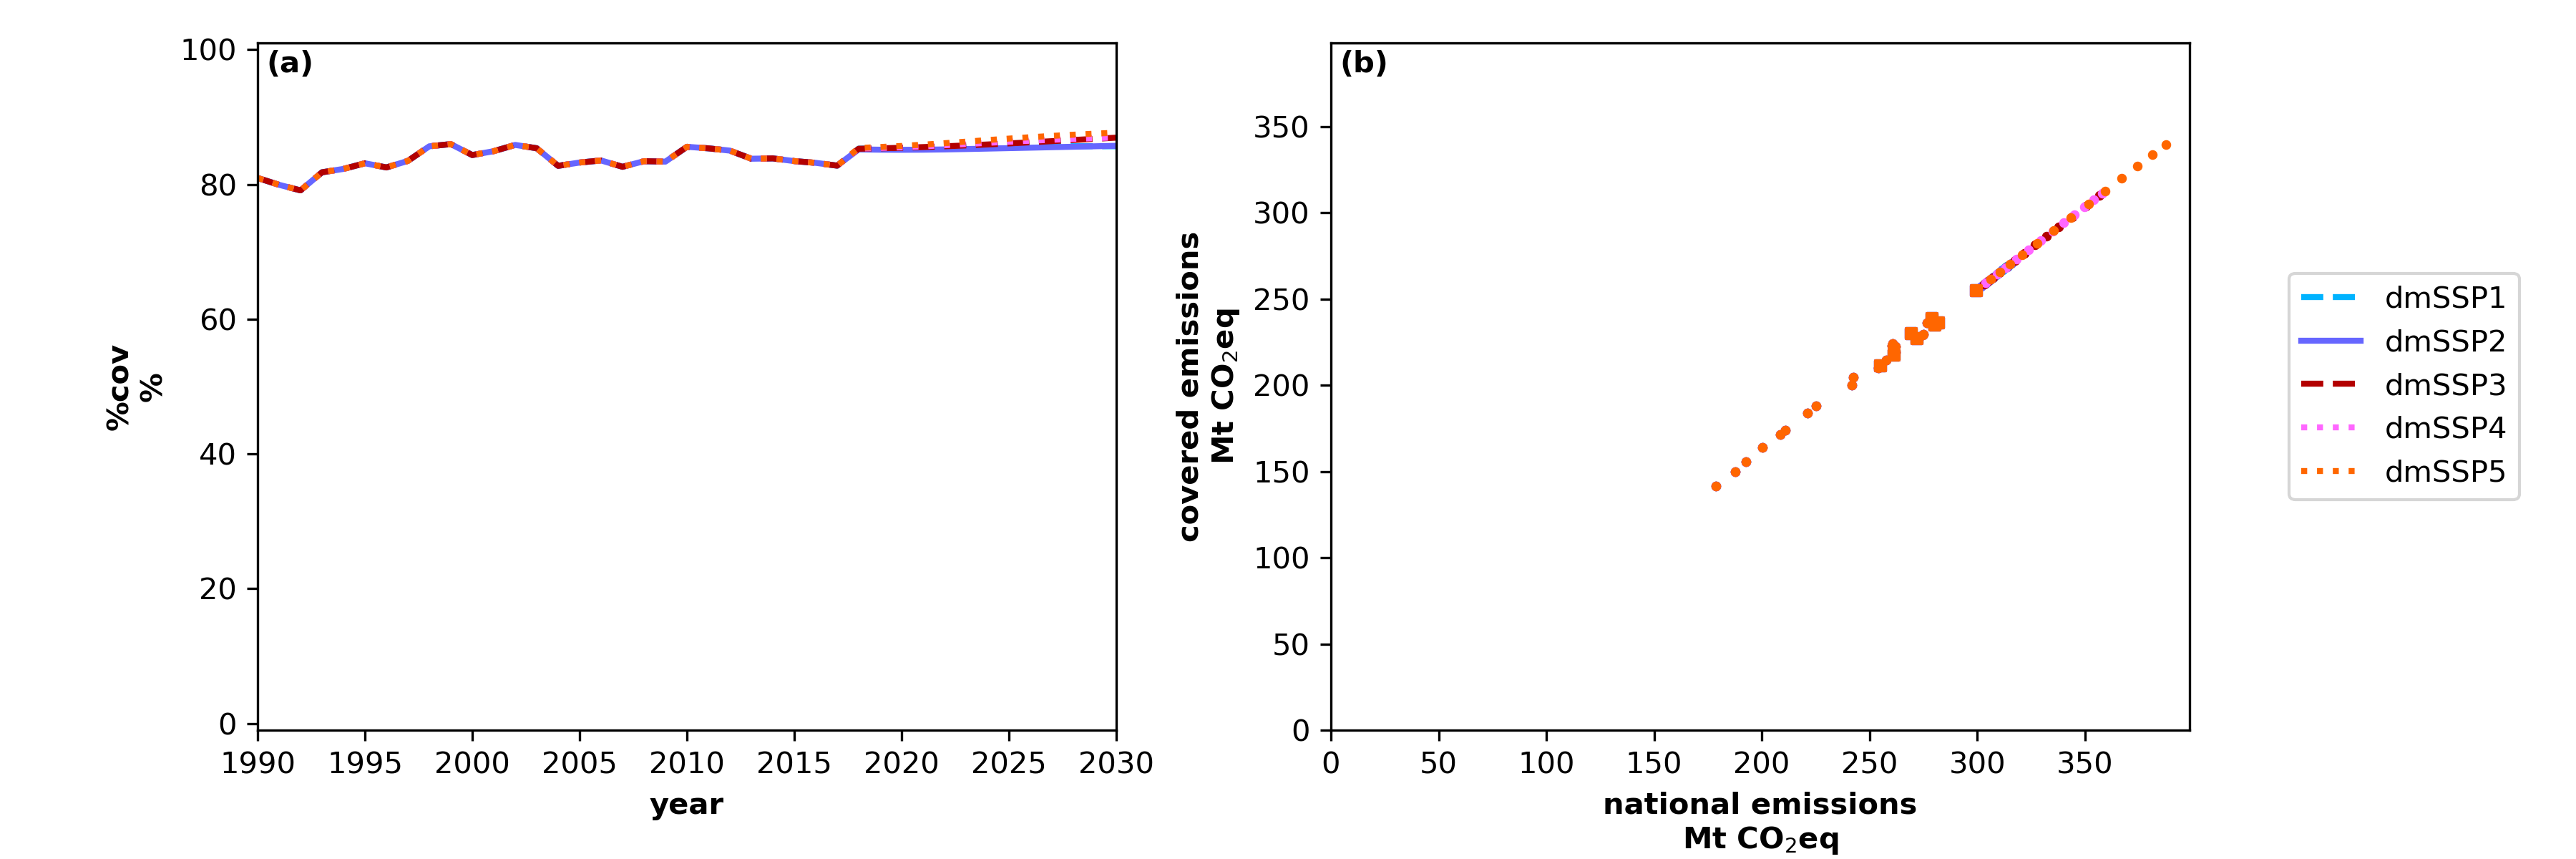 (a)
100
80
60
40
20
0
%cov
%
1990 1995 2000 2005 2010 2015 2020 2025 2030
year
(b)
350
300
250
200
150
100
50
0
covered emissions
Mt CO₂eq
0 50 100 150 200 250 300 350
national emissions
Mt CO₂eq
dmSSP1
dmSSP2
dmSSP3
dmSSP4
dmSSP5